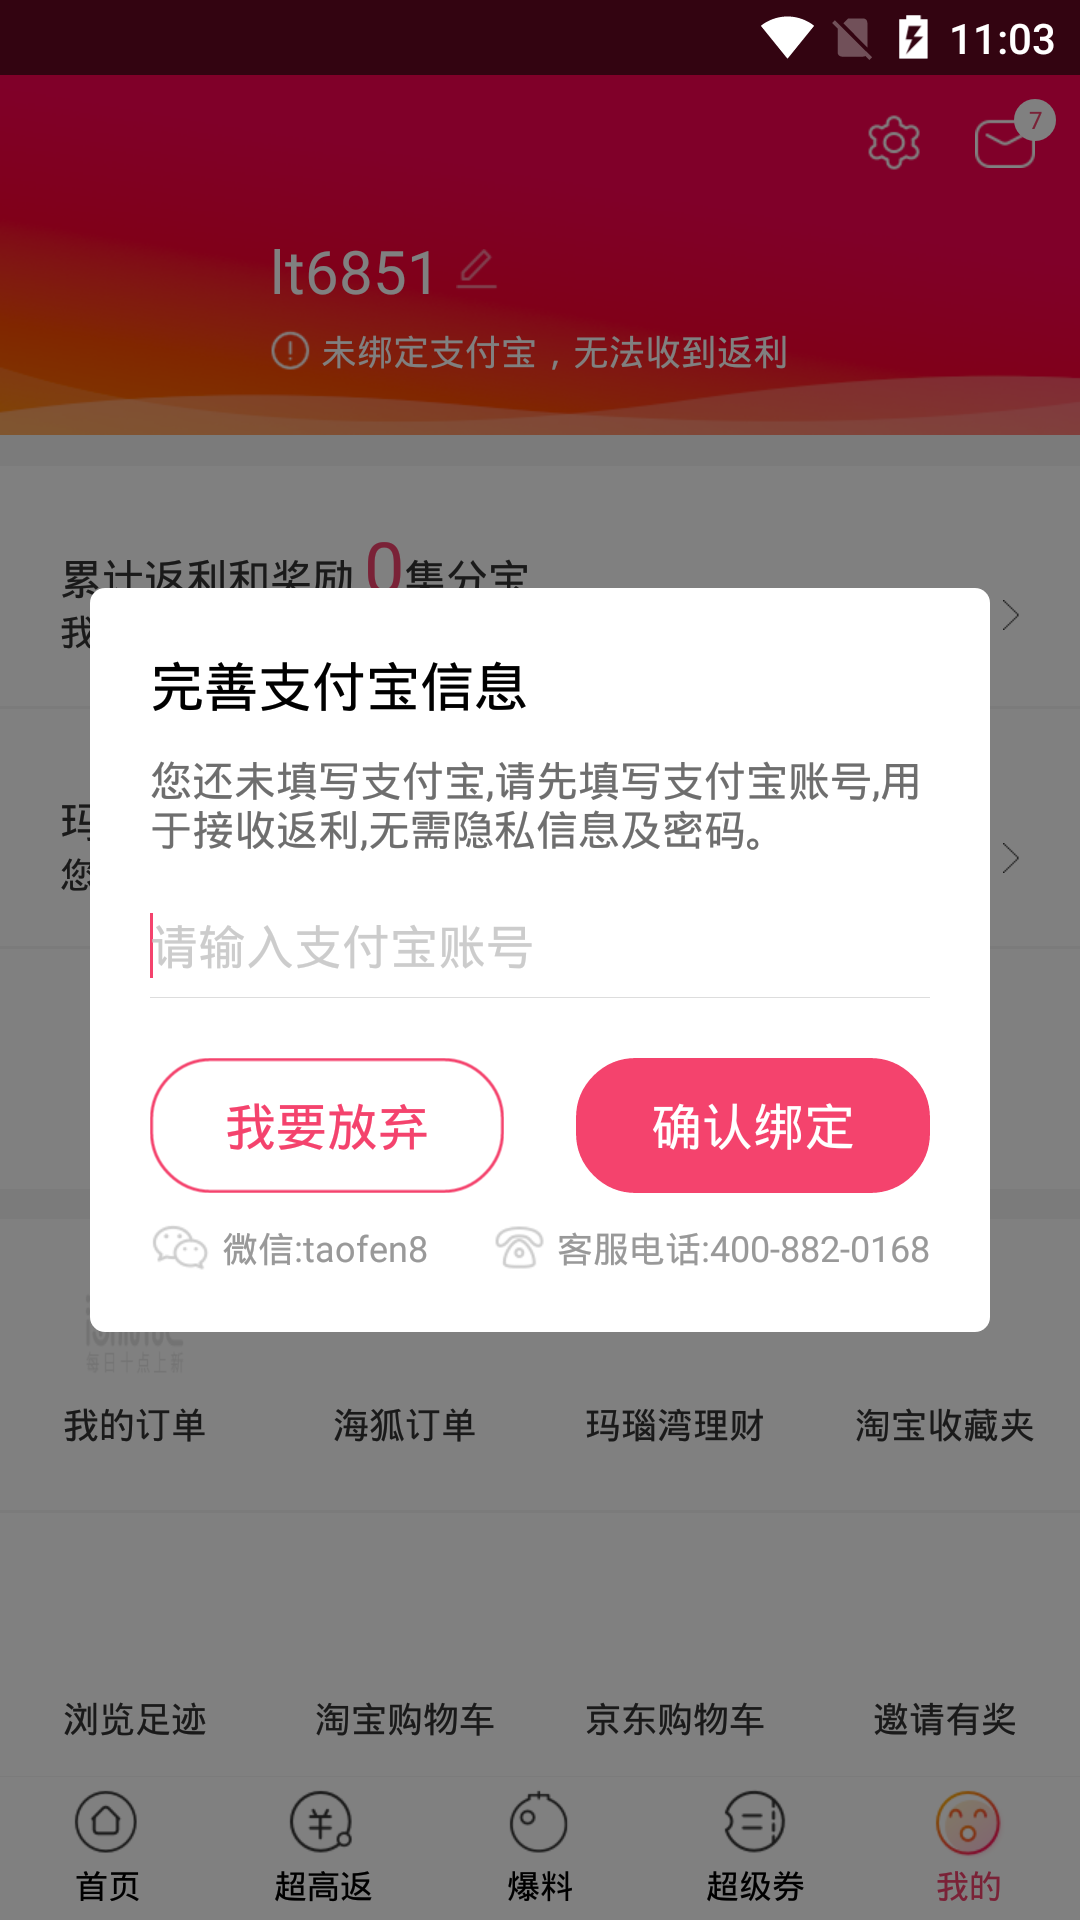 11:03
7
lt6851
未绑定支付宝，无法收到返利
累计返利和奖励 0集分宝
我
完善支付宝信息
您还未填写支付宝,请先填写支付宝账号,用
于接收返利,无需隐私信息及密码。
玛
您
请输入支付宝账号
我要放弃
确认绑定
微信:taofen8
客服电话:400-882-0168
每日十点上新
我的订单
海狐订单
玛瑙湾理财
淘宝收藏夹
浏览足迹
淘宝购物车
京东购物车
邀请有奖
首页
超高返
爆料
超级券
我的